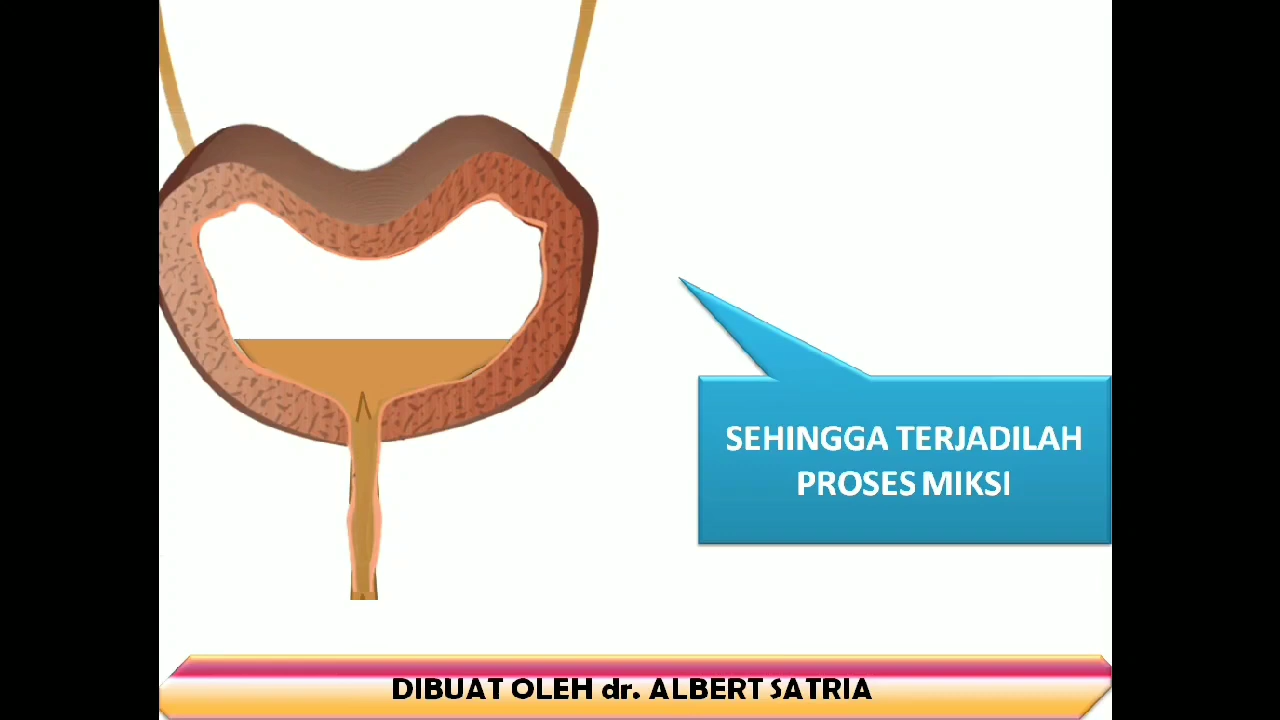 SEHINGGA TERJADILAH
PROSES MIKSI
DIBUAT OLEH dr. ALBERT SATRIA